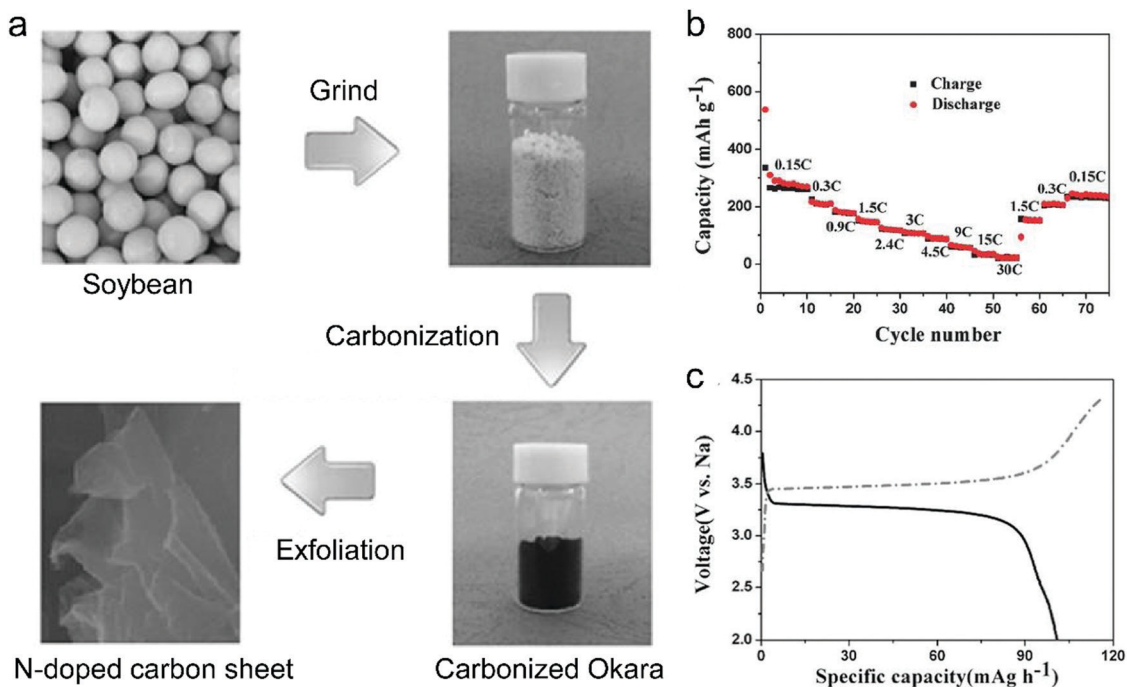 a
Soybean
Grind
Carbonization
Carbonized Okara
Exfoliation
N-doped carbon sheet
b
Capacity (mAh g-1)
800
600
400
200
0
Charge
Discharge
0.15C
0.3C
0.9C
1.5C
2.4C
3C
4.5C
9C
15C
30C
1.5C
0.3C
0.15C
0 10 20 30 40 50 60 70
Cycle number
c
Voltage(V vs. Na)
4.5
4.0
3.5
3.0
2.5
2.0
0 30 60 90 120
Specific capacity(mAg h-1)